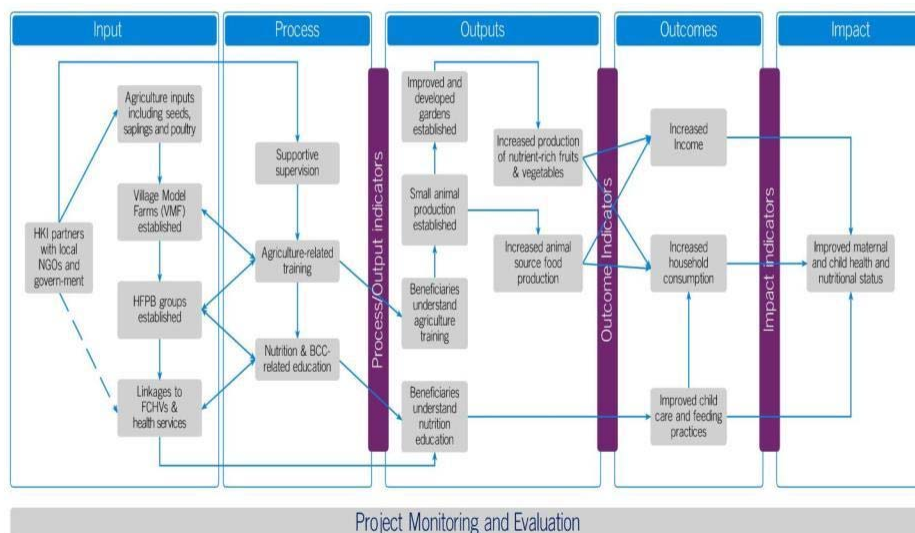 Input
Process
Outputs
Outcomes
Impact
HKI partners
with local
NGOs and
govern-ment
Agriculture inputs
including seeds,
saplings and poultry
Village Model
Farms (VMF)
established
HFPB groups
established
Linkages to
FCHVs &
health services
Supportive
supervision
Agriculture-related
training
Nutrition & BCC-
related education
Process/Output indicators
Improved and
developed
gardens
established
Small animal
production
established
Beneficiaries
understand
agriculture
training
Beneficiaries
understand
nutrition
education
Increased production
of nutrient-rich fruits
& vegetables
Increased animal
source food
production
Outcome Indicators
Increased
Income
Increased
household
consumption
Improved child
care and feeding
practices
Impact indicators
Improved maternal
and child health and
nutritional status
Project Monitoring and Evaluation